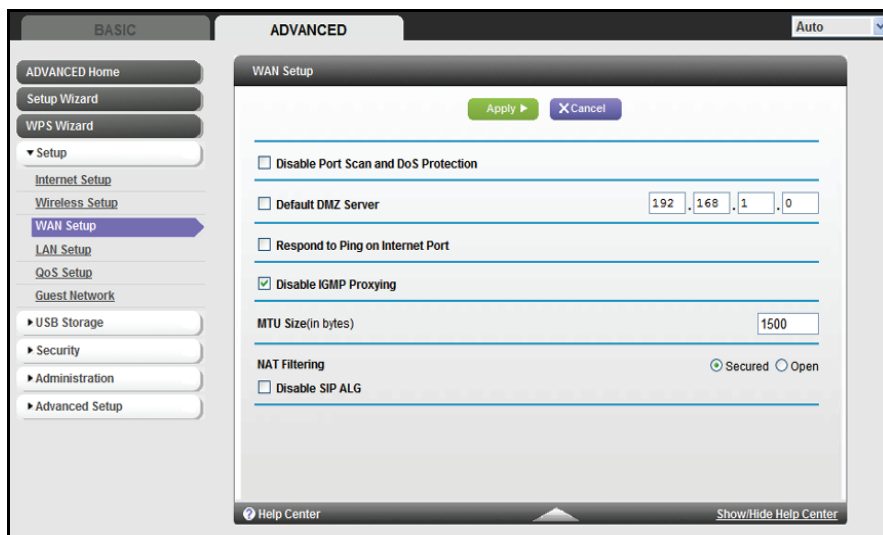 BASIC
ADVANCED
Auto
ADVANCED Home
Setup Wizard
WPS Wizard
Setup
Internet Setup
Wireless Setup
WAN Setup
LAN Setup
QoS Setup
Guest Network
USB Storage
Security
Administration
Advanced Setup
WAN Setup
Apply
Cancel
Disable Port Scan and DoS Protection
Default DMZ Server 192 . 168 . 1 . 0
Respond to Ping on Internet Port
Disable IGMP Proxying
MTU Size(in bytes) 1500
NAT Filtering Secured Open
Disable SIP ALG
Help Center
Show/Hide Help Center